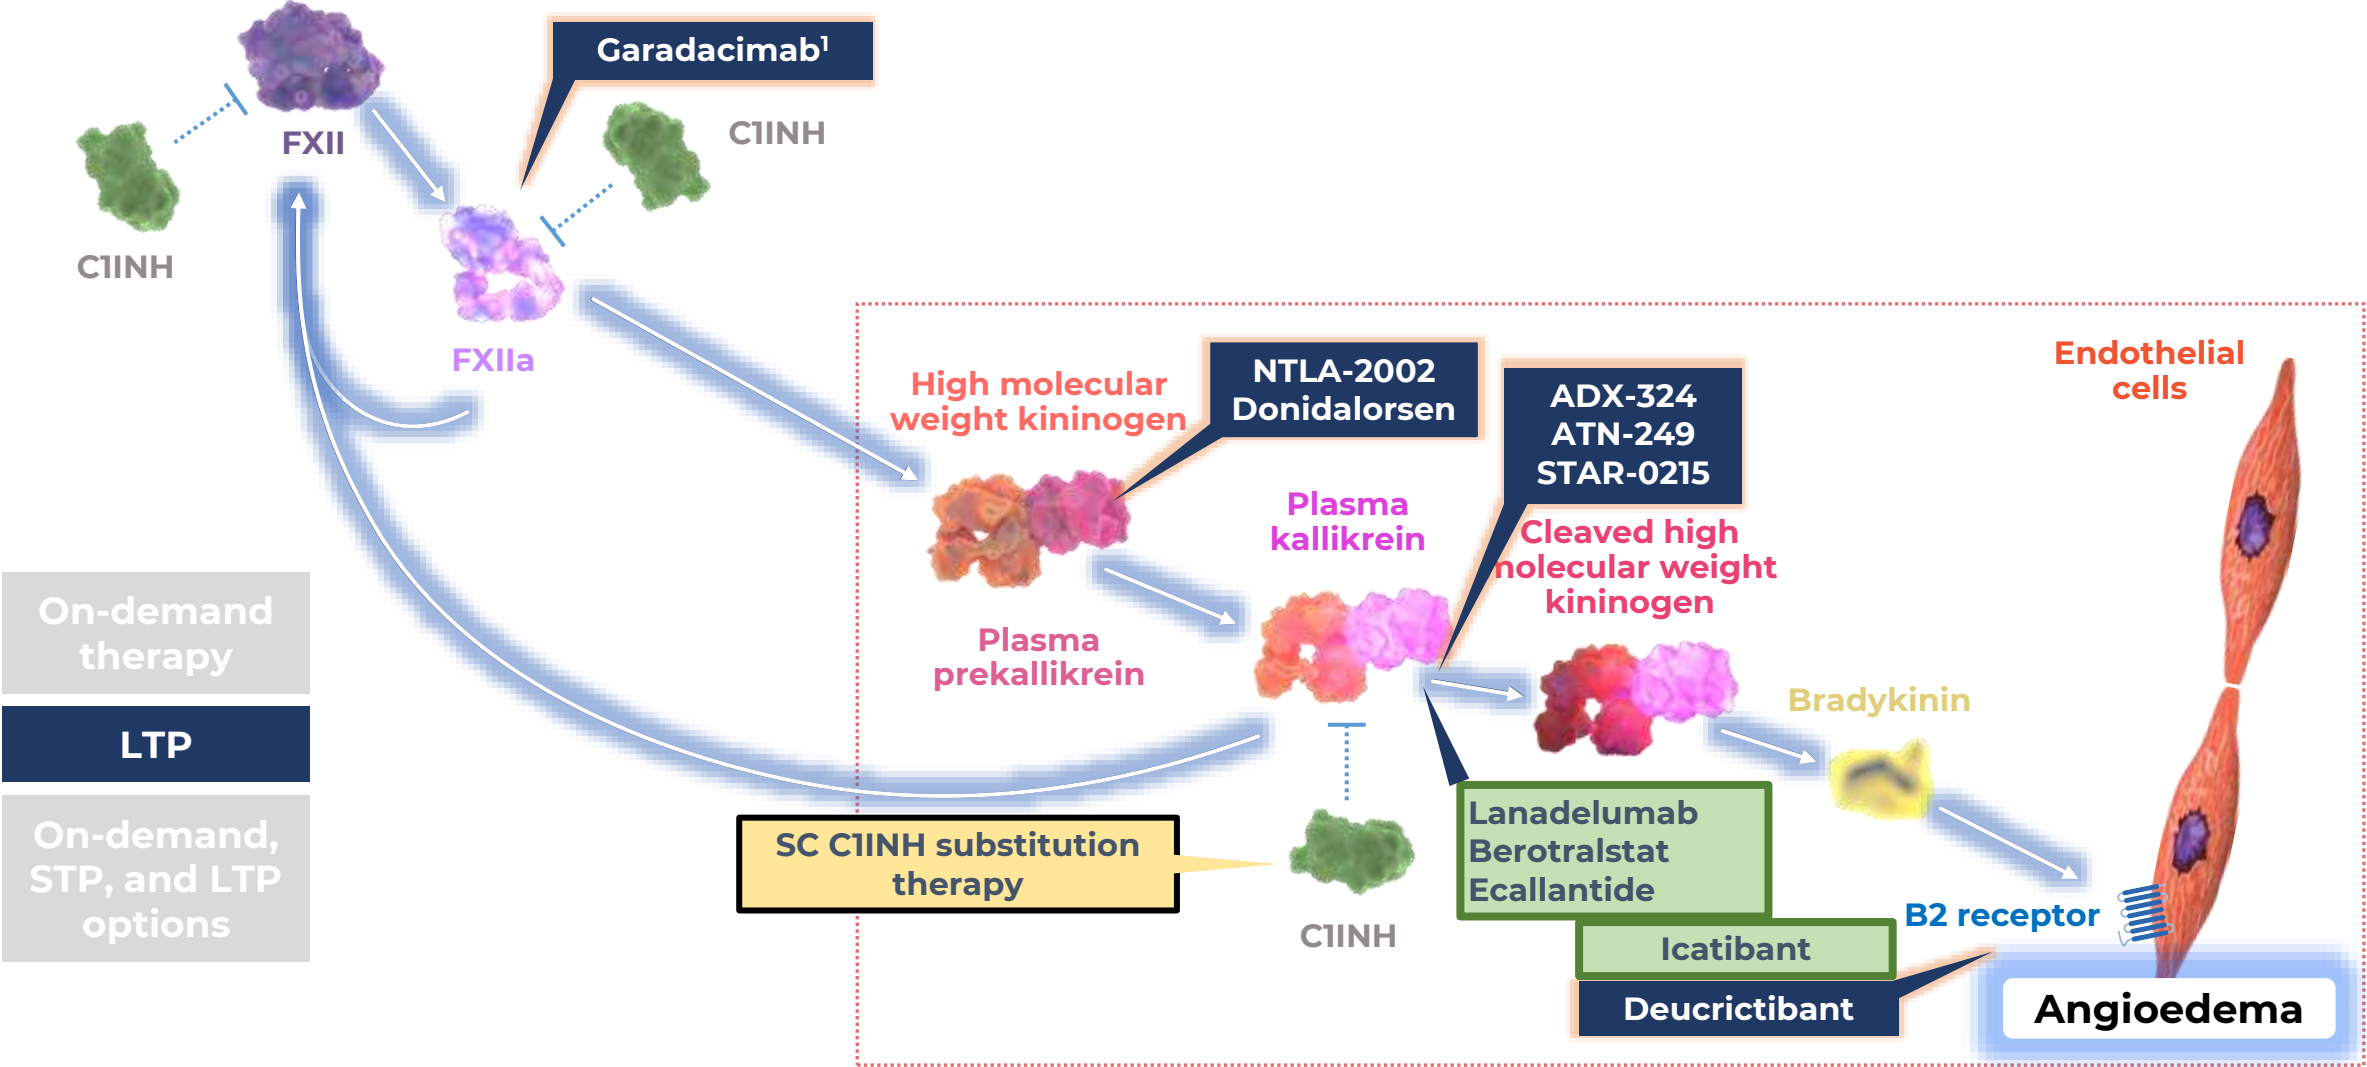 Garadacimab¹
C1INH
FXII
C1INH
FXIIa
Endothelial
cells
High molecular
weight kininogen
NTLA-2002
Donidalorsen
ADX-324
ATN-249
STAR-0215
Plasma
kallikrein
Cleaved high
molecular weight
kininogen
On-demand
therapy
Plasma
prekallikrein
Bradykinin
LTP
On-demand,
STP, and LTP
options
SC C1INH substitution
therapy
C1INH
Lanadelumab
Berotralstat
Ecallantide
B2 receptor
Icatibant
Deucrictibant
Angioedema